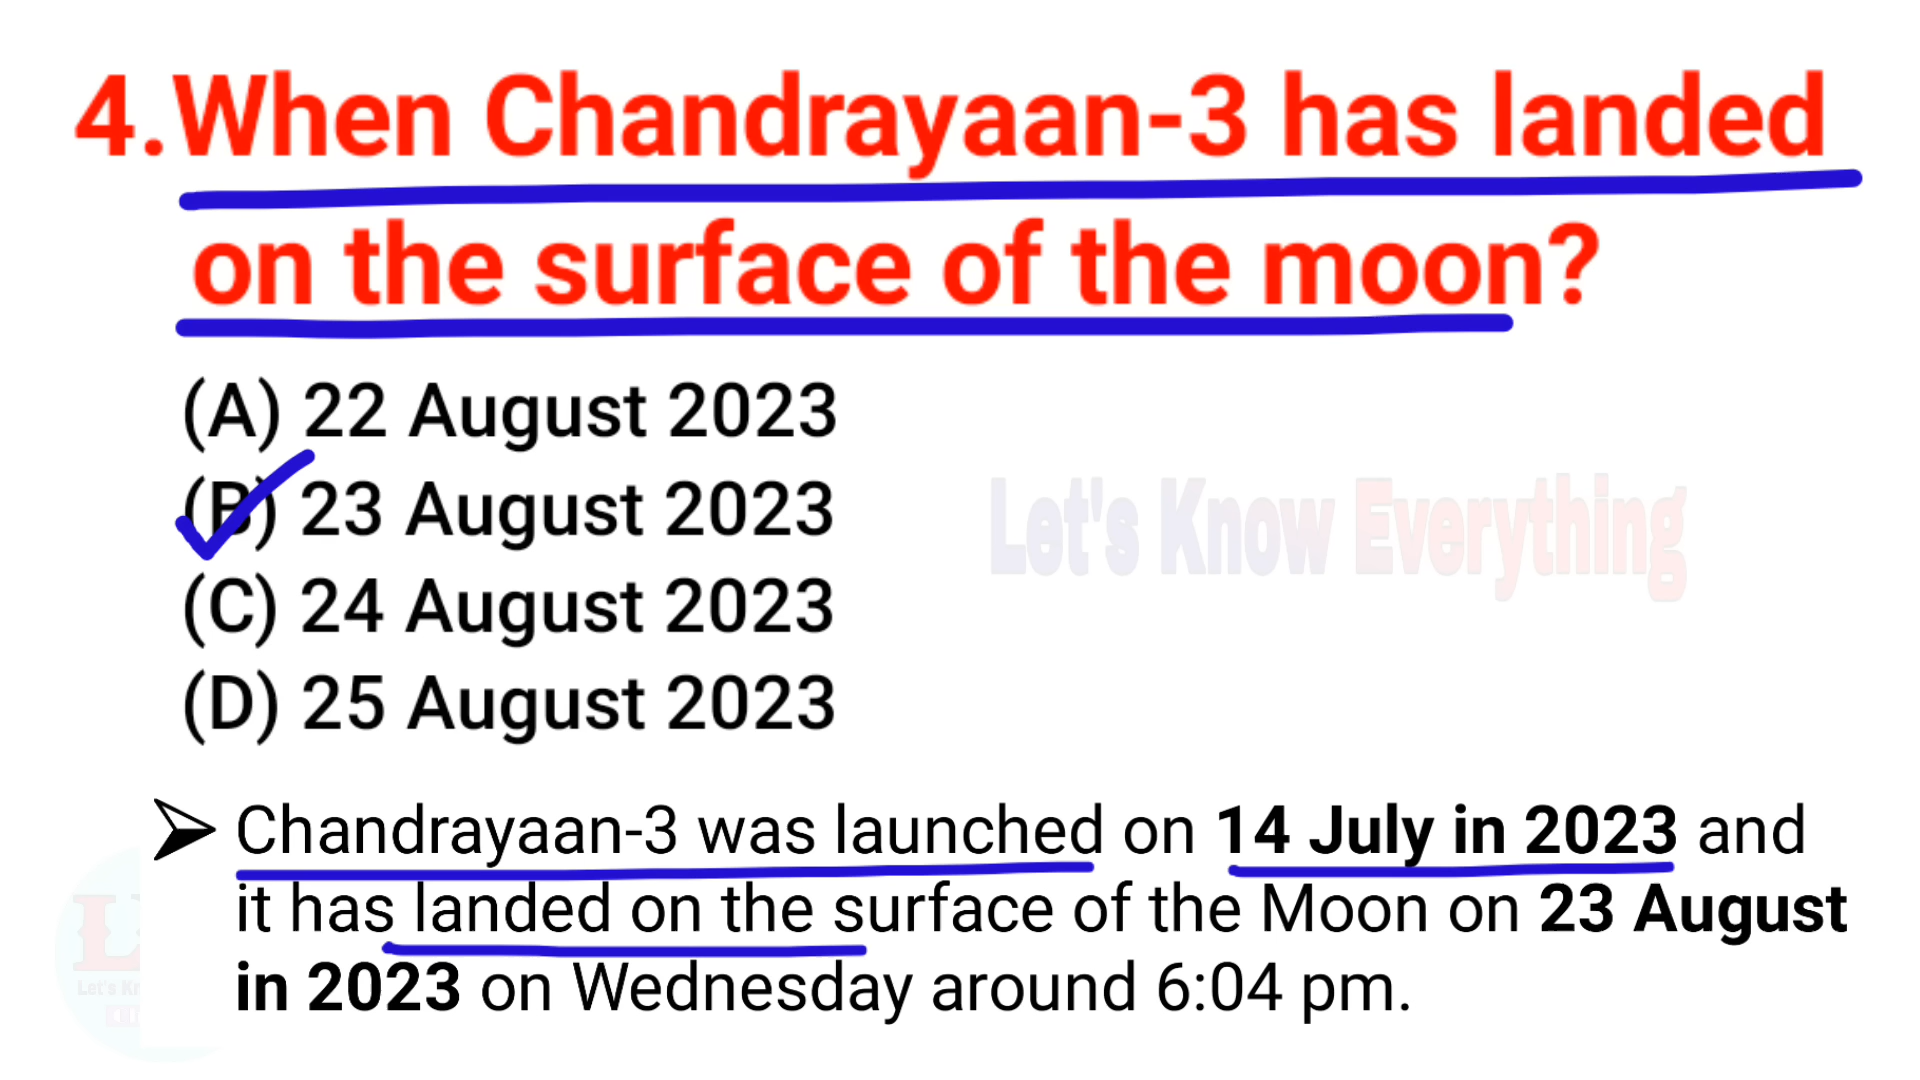 4.When Chandrayaan-3 has landed
on the surface of the moon?
(A) 22 August 2023
(B) 23 August 2023
(C) 24 August 2023
(D) 25 August 2023
Let's Know Everything
➢ Chandrayaan-3 was launched on 14 July in 2023 and
it has landed on the surface of the Moon on 23 August
in 2023 on Wednesday around 6:04 pm.
Let's